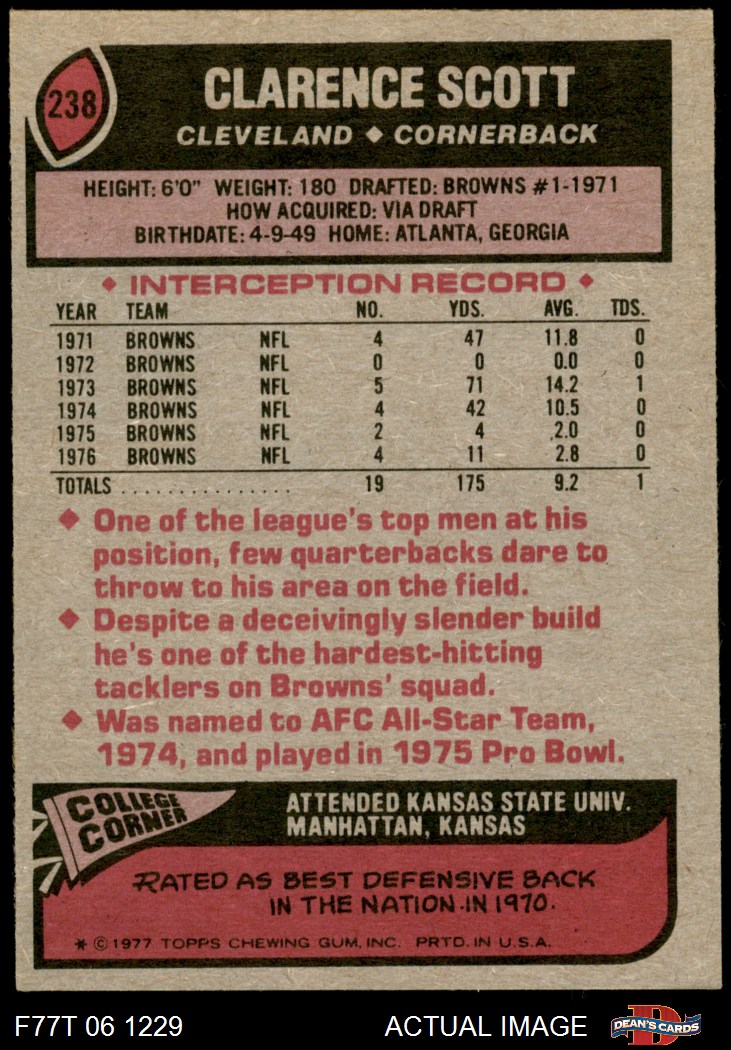 238
CLARENCE SCOTT
CLEVELAND ◆ CORNERBACK
HEIGHT: 6'0" WEIGHT: 180 DRAFTED: BROWNS #1-1971
HOW ACQUIRED: VIA DRAFT
BIRTHDATE: 4-9-49 HOME: ATLANTA, GEORGIA
◆ INTERCEPTION RECORD ◆
YEAR TEAM NO. YDS. AVG. TDS.
1971 BROWNS NFL 4 47 11.8 0
1972 BROWNS NFL 0 0 0.0 0
1973 BROWNS NFL 5 71 14.2 1
1974 BROWNS NFL 4 42 10.5 0
1975 BROWNS NFL 2 4 2.0 0
1976 BROWNS NFL 4 11 2.8 0
TOTALS ................ 19 175 9.2 1
◆ One of the league's top men at his
position, few quarterbacks dare to
throw to his area on the field.
◆ Despite a deceivingly slender build
he's one of the hardest-hitting
tacklers on Browns' squad.
◆ Was named to AFC All-Star Team,
1974, and played in 1975 Pro Bowl.
COLLEGE
CORNER
ATTENDED KANSAS STATE UNIV.
MANHATTAN, KANSAS
RATED AS BEST DEFENSIVE BACK
IN THE NATION IN 1970.
* © 1977 TOPPS CHEWING GUM, INC. PRTD. IN U.S.A.
F77T 06 1229 ACTUAL IMAGE
D
DEAN'S CARDS